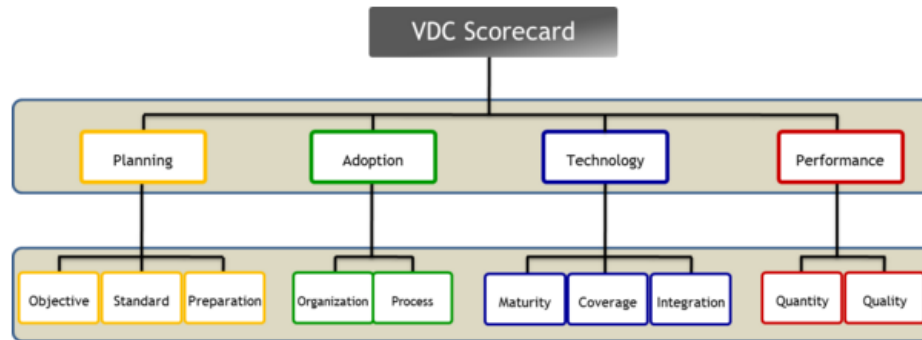 VDC Scorecard
Planning
Adoption
Technology
Performance
Objective
Standard
Preparation
Organization
Process
Maturity
Coverage
Integration
Quantity
Quality